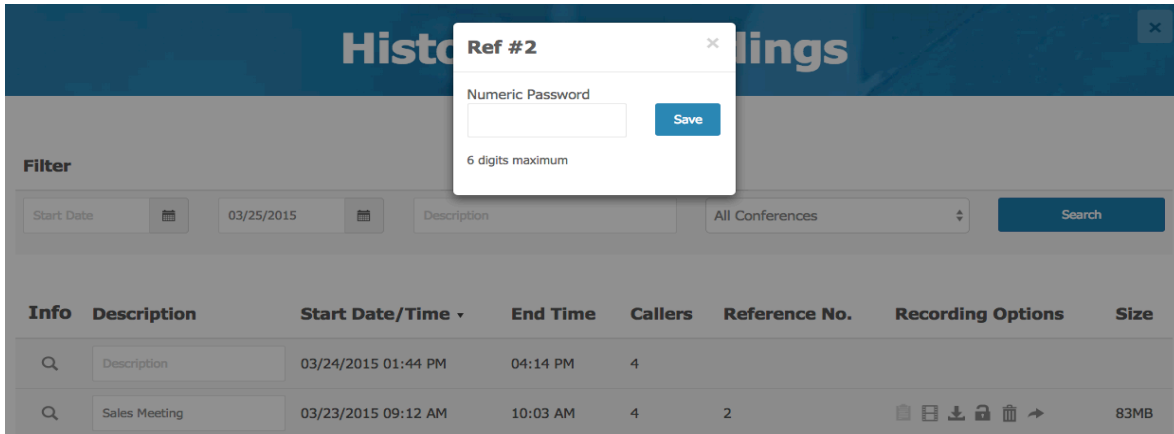 Histo
dings
Ref #2
Numeric Password
Save
6 digits maximum
Filter
Start Date
03/25/2015
Description
All Conferences
Search
Info Description Start Date/Time End Time Callers Reference No. Recording Options Size
Description 03/24/2015 01:44 PM 04:14 PM 4
Sales Meeting 03/23/2015 09:12 AM 10:03 AM 4 2 83MB